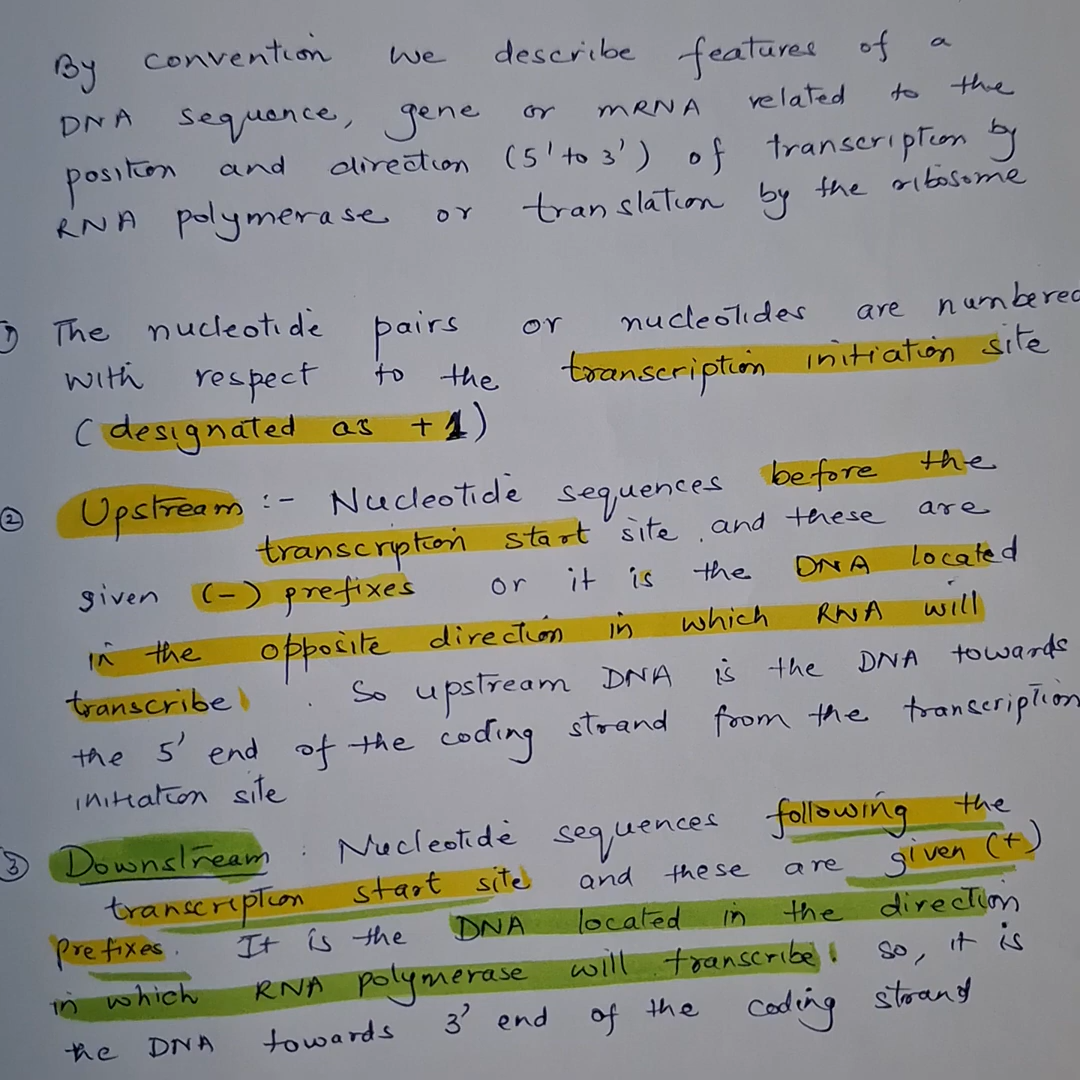 By convention we describe features of a
DNA sequence, gene or mRNA related to the
position and direction (5' to 3') of transcription by
RNA polymerase or translation by the ribosome
1) The nucleotide pairs or nucleotides are numbered
with respect to the transcription initiation site
(designated as +1)
② Upstream :- Nucleotide sequences before the
transcription start site and these are
given (-) prefixes or it is the DNA located
in the opposite direction in which RNA will
transcribe. So upstream DNA is the DNA towards
the 5' end of the coding strand from the transcription
initiation site
③ Downstream : Nucleotide sequences following the
transcription start site and these are given (+)
prefixes. It is the DNA located in the direction
in which RNA polymerase will transcribe. so, it is
the DNA towards 3' end of the coding strand